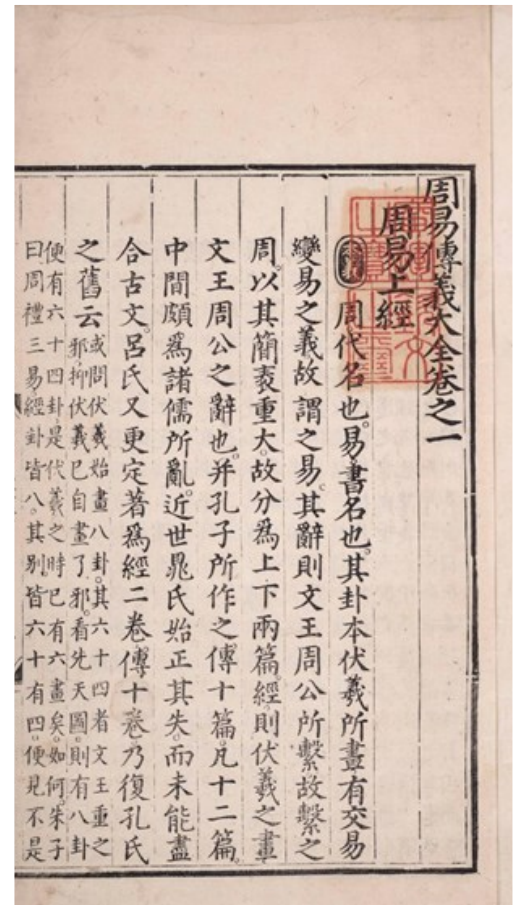 周易傳義大全卷之一
周易上經
周代名也。易書名也。其卦本伏羲所畫有交易
變易之義故謂之易。其辭則文王周公所繫故繫之
周。以其簡袠重大。故分爲上下兩篇。經則伏羲之畫
文王周公之辭也。并孔子所作之傳十篇。凡十二篇。
中間頗爲諸儒所亂。近世晁氏始正其失。而未能盡
合古文。呂氏又更定著爲經二卷傳十卷乃復孔氏
之舊云或問伏羲始畫八卦。其六十四者文王重之
邪。抑伏羲已自畫了邪。看先天圖。則有八卦
便有六十四卦。是伏羲之時已有六畫矣。如何。朱子
曰周禮三易經卦皆八。其別。皆六十有四。便見不是